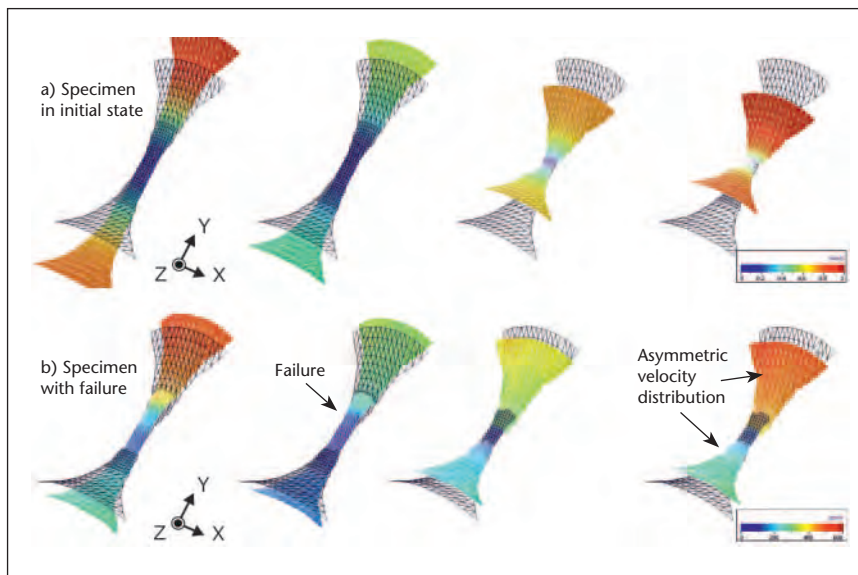 a) Specimen
in initial state
Y
Z
X
b) Specimen
with failure
Failure
Asymmetric
velocity
distribution
Y
Z
X